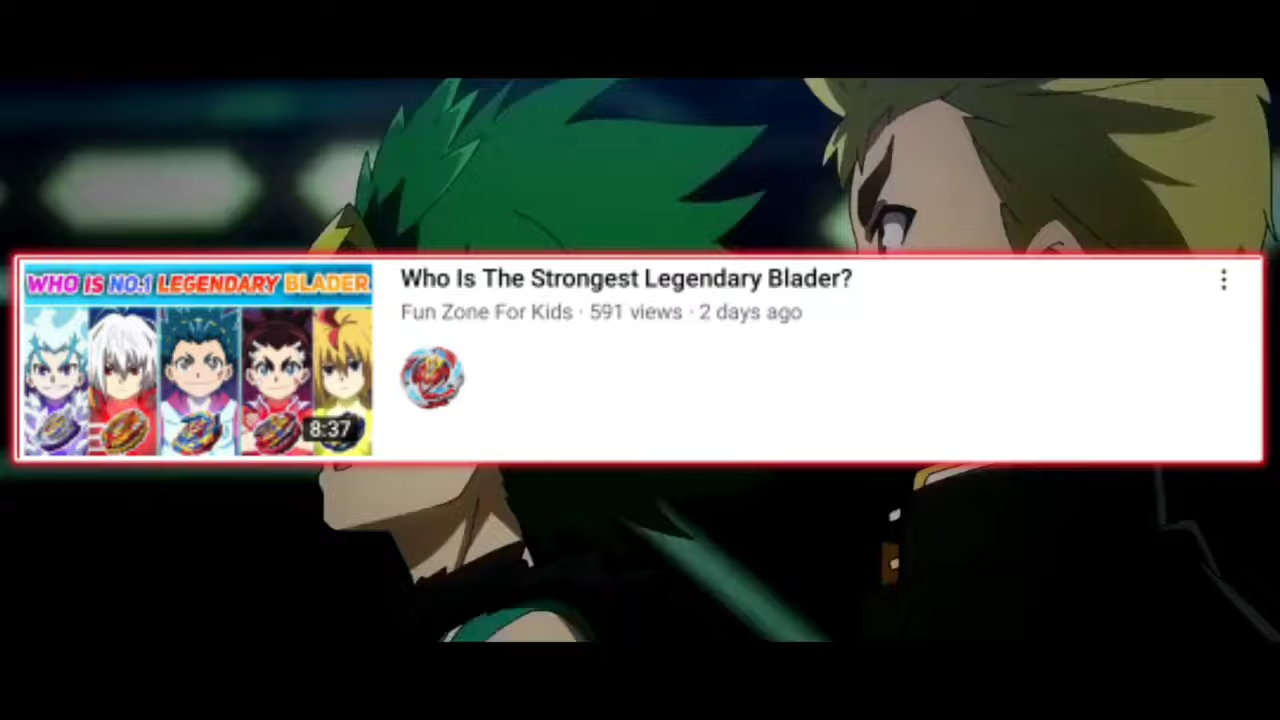 WHO IS NO.1 LEGENDARY BLADER
8:37
Who Is The Strongest Legendary Blader?
Fun Zone For Kids · 591 views · 2 days ago